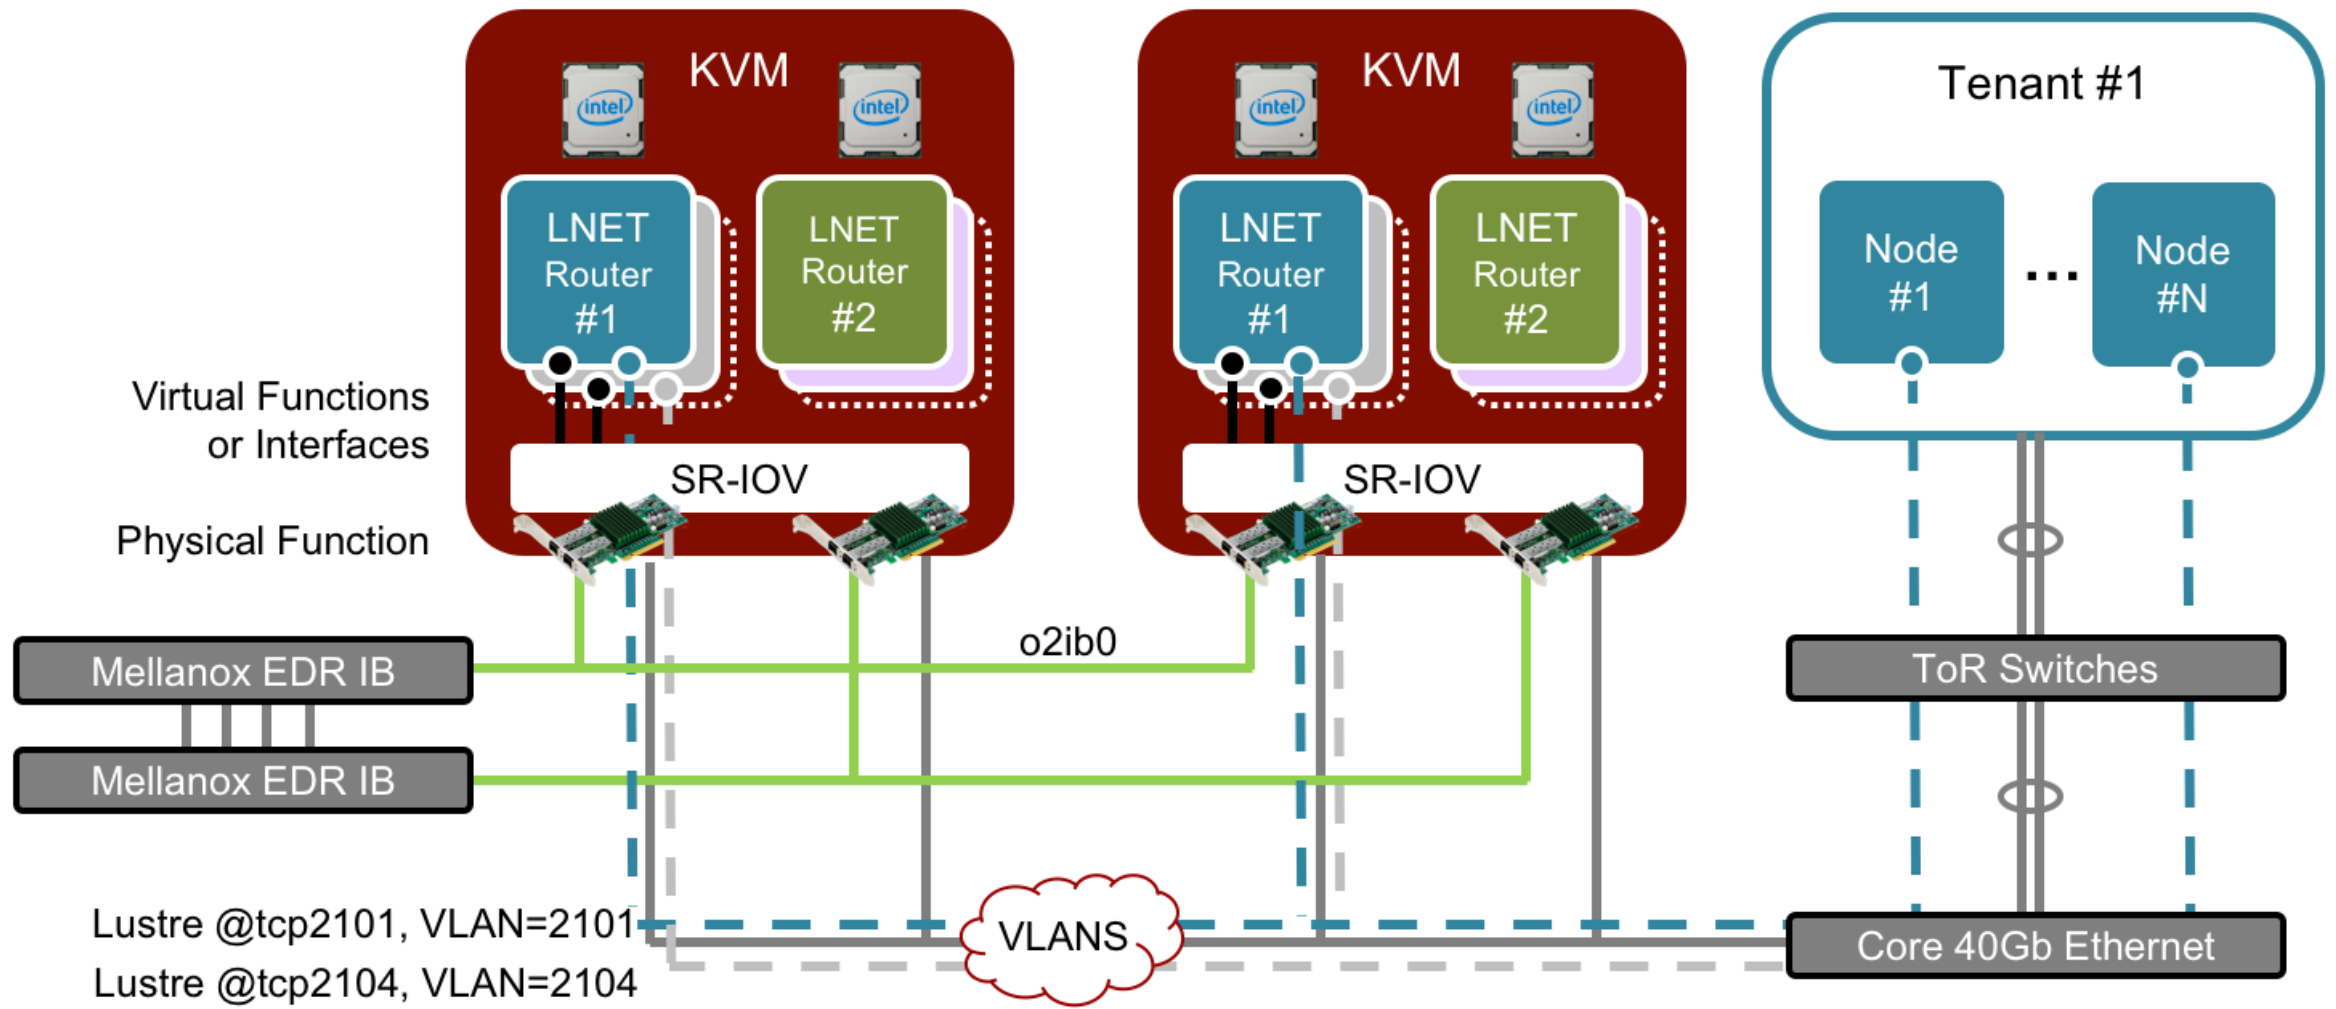 KVM
intel
intel
LNET
Router
#1
LNET
Router
#2
SR-IOV
KVM
intel
intel
LNET
Router
#1
LNET
Router
#2
SR-IOV
Tenant #1
Node
#1
...
Node
#N
Virtual Functions
or Interfaces
Physical Function
o2ib0
Mellanox EDR IB
Mellanox EDR IB
ToR Switches
Lustre @tcp2101, VLAN=2101
Lustre @tcp2104, VLAN=2104
VLANS
Core 40Gb Ethernet